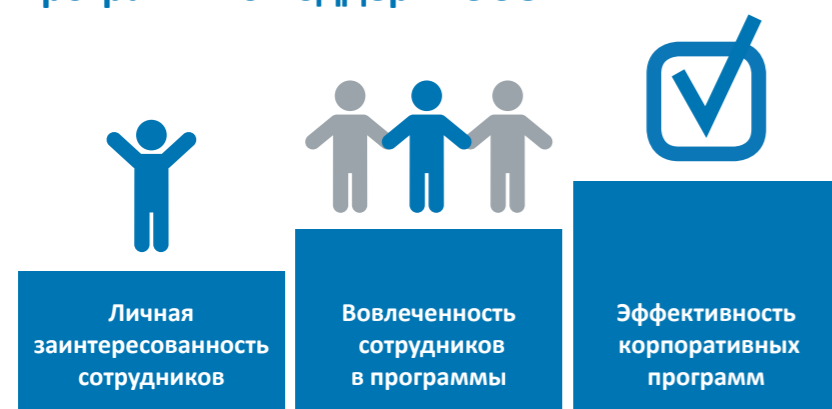 Личная
заинтересованность
сотрудников
Вовлеченность
сотрудников
в программы
Эффективность
корпоративных
программ